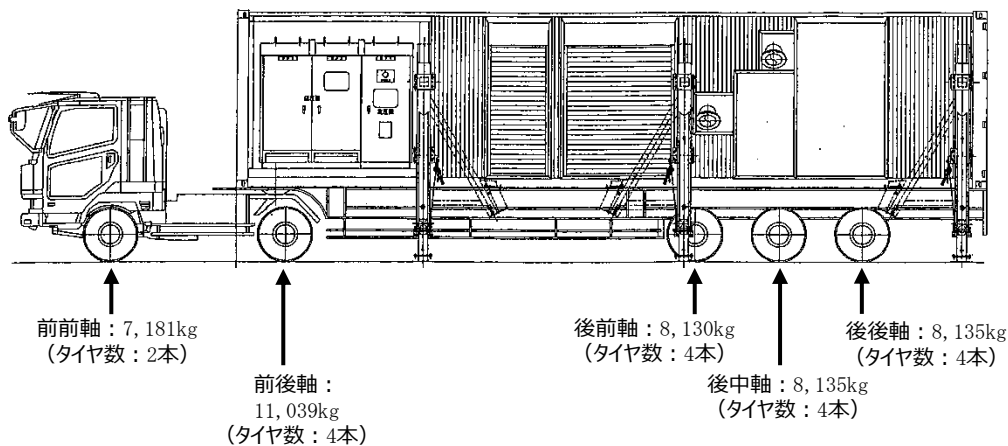 前前軸：7,181kg
（タイヤ数：2本）
前後軸：
11,039kg
（タイヤ数：4本）
後前軸：8,130kg
（タイヤ数：4本）
後中軸：8,135kg
（タイヤ数：4本）
後後軸：8,135kg
（タイヤ数：4本）